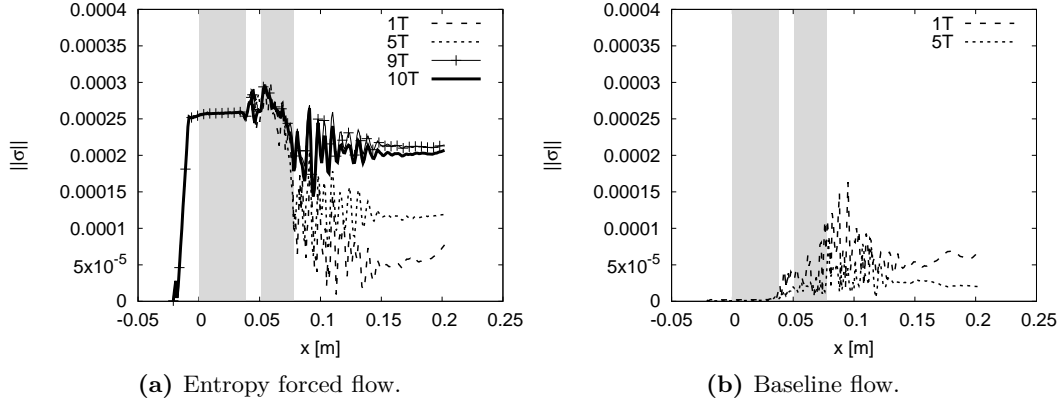 0.0004
0.00035
0.0003
0.00025
0.0002
0.00015
0.0001
5x10-5
0
||σ||
-0.05 0 0.05 0.1 0.15 0.2 0.25
x [m]
1T
5T
9T
10T
(a) Entropy forced flow.
0.0004
0.00035
0.0003
0.00025
0.0002
0.00015
0.0001
5x10-5
0
||σ||
-0.05 0 0.05 0.1 0.15 0.2 0.25
x [m]
1T
5T
(b) Baseline flow.